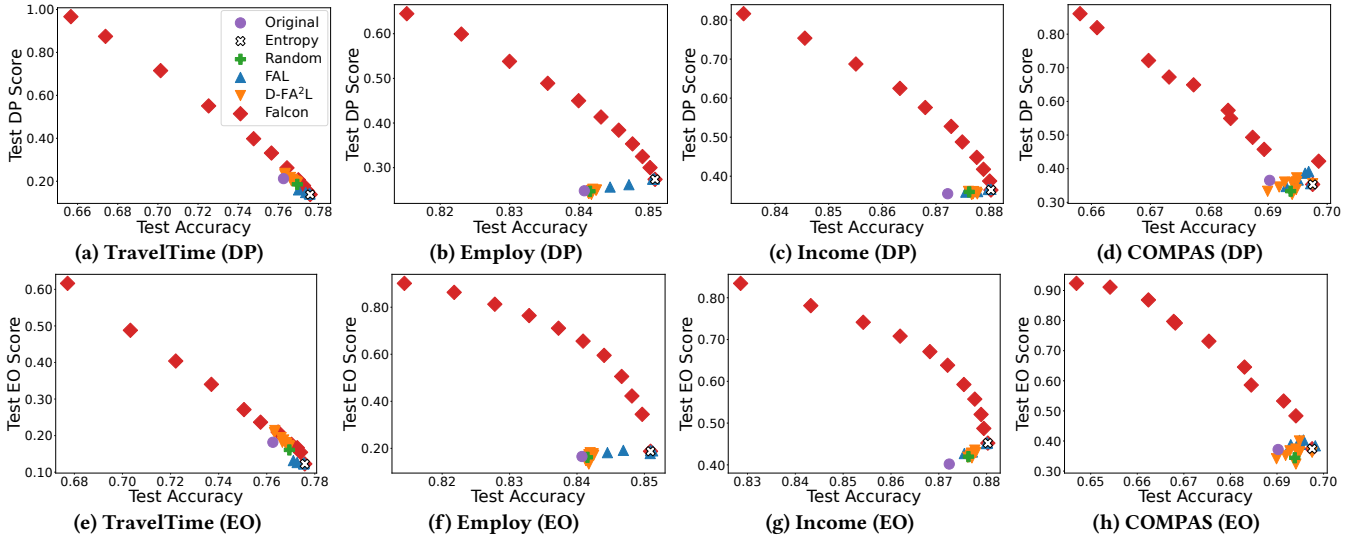 Test DP Score
1.00
0.80
0.60
0.40
0.20
0.66 0.68 0.70 0.72 0.74 0.76 0.78
Test Accuracy
Original
Entropy
Random
FAL
D-FA²L
Falcon
(a) TravelTime (DP)
Test DP Score
0.60
0.50
0.40
0.30
0.82 0.83 0.84 0.85
Test Accuracy
(b) Employ (DP)
Test DP Score
0.80
0.70
0.60
0.50
0.40
0.84 0.85 0.86 0.87 0.88
Test Accuracy
(c) Income (DP)
Test DP Score
0.80
0.70
0.60
0.50
0.40
0.30
0.66 0.67 0.68 0.69 0.70
Test Accuracy
(d) COMPAS (DP)
Test EO Score
0.60
0.50
0.40
0.30
0.20
0.10
0.68 0.70 0.72 0.74 0.76 0.78
Test Accuracy
(e) TravelTime (EO)
Test EO Score
0.80
0.60
0.40
0.20
0.82 0.83 0.84 0.85
Test Accuracy
(f) Employ (EO)
Test EO Score
0.80
0.70
0.60
0.50
0.40
0.83 0.84 0.85 0.86 0.87 0.88
Test Accuracy
(g) Income (EO)
Test EO Score
0.90
0.80
0.70
0.60
0.50
0.40
0.30
0.65 0.66 0.67 0.68 0.69 0.70
Test Accuracy
(h) COMPAS (EO)